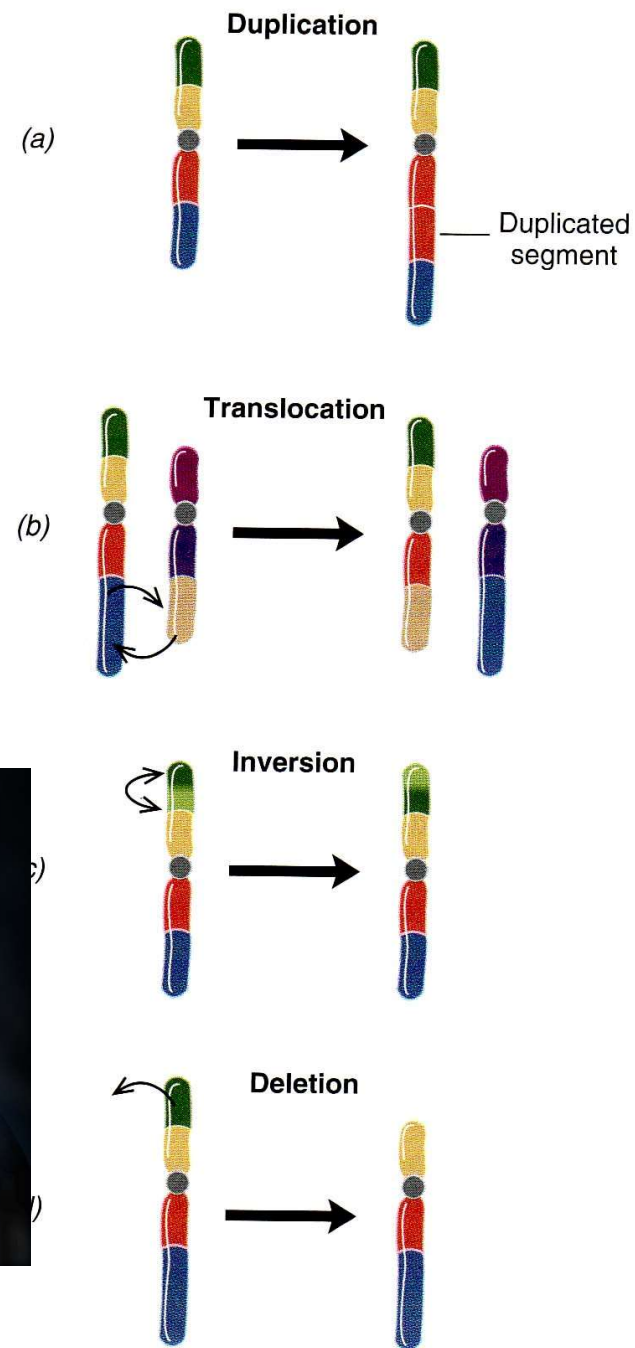 Duplication
(a)
Duplicated
segment
Translocation
(b)
Inversion
c)
Deletion
)